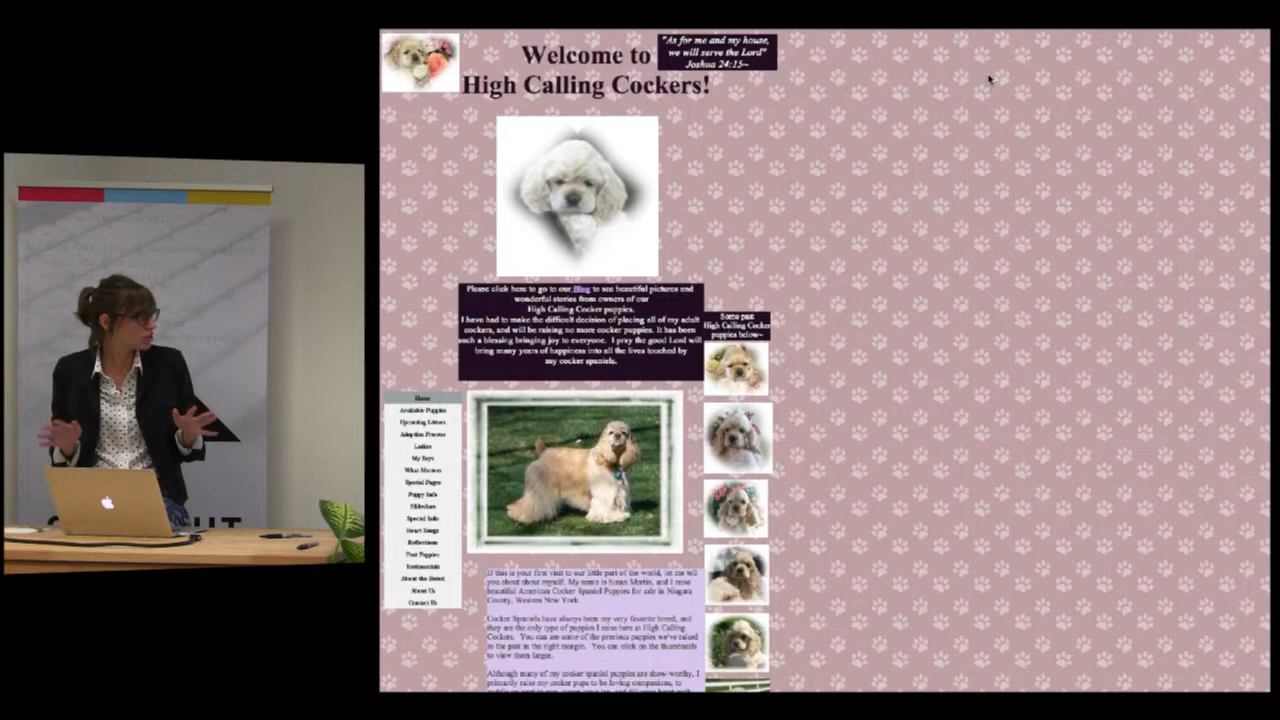 "As for me and my house,
we will serve the Lord"
Joshua 24:15~
Welcome to
High Calling Cockers!
Please click here to go to our Blog to see beautiful pictures and
wonderful stories from owners of our
High Calling Cocker puppies.
I have had to make the difficult decision of placing all of my adult
cockers, and will be raising no more cocker puppies. It has been
such a blessing bringing joy to everyone. I pray the good Lord will
bring many years of happiness into all the lives touched by
my cocker spaniels.
Some past
High Calling Cocker
puppies below~
Home
Available Puppies
Upcoming Litters
Adoption Process
Ladies
My Boys
What Matters
Special Pages
Puppy Info
Slideshow
Special Info
Heart Songs
Reflections
Past Puppies
Testimonials
About the Breed
About Us
Contact Us
If this is your first visit to our little part of the world, let me tell
you about about myself. My name is Susan Martin, and I raise
beautiful American Cocker Spaniel Puppies for sale in Niagara
County, Western New York.
Cocker Spaniels have always been my very favorite breed, and
they are the only type of puppies I raise here at High Calling
Cockers. You can see some of the precious puppies we've raised
in the past in the right margin. You can click on the thumbnails
to view them larger.
Although many of my cocker spaniel puppies are show-worthy, I
primarily raise my cocker pups to be loving companions, to